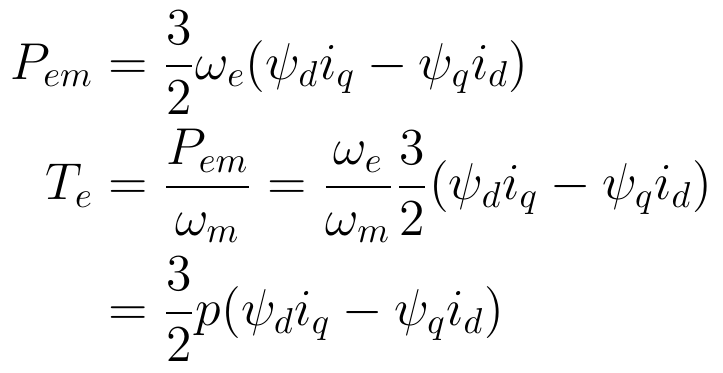 P_{em} = \frac{3}{2}\omega_e(\psi_d i_q - \psi_q i_d)
T_e = \frac{P_{em}}{\omega_m} = \frac{\omega_e}{\omega_m}\frac{3}{2}(\psi_d i_q - \psi_q i_d)
= \frac{3}{2}p(\psi_d i_q - \psi_q i_d)